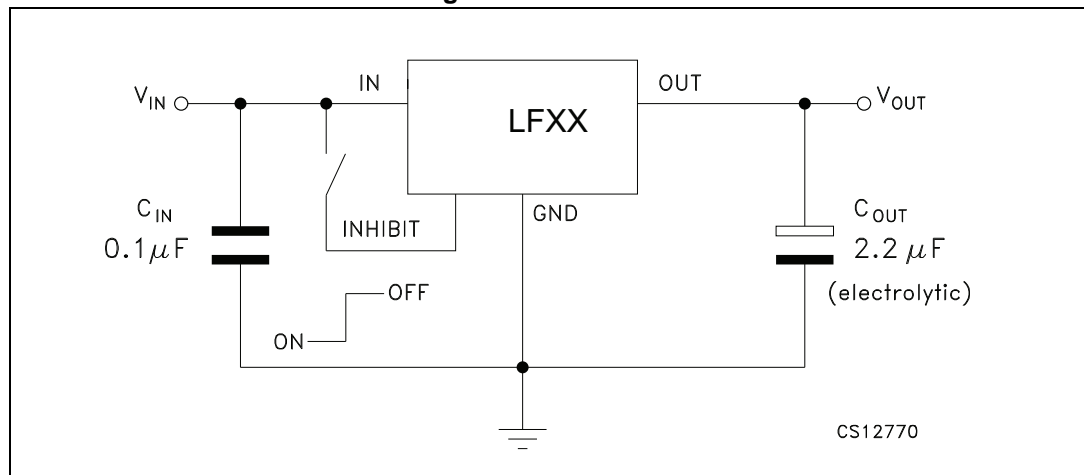 IN
OUT
V_IN
V_OUT
LFXX
GND
C_IN
0.1μF
INHIBIT
C_OUT
2.2 μF
(electrolytic)
OFF
ON
CS12770